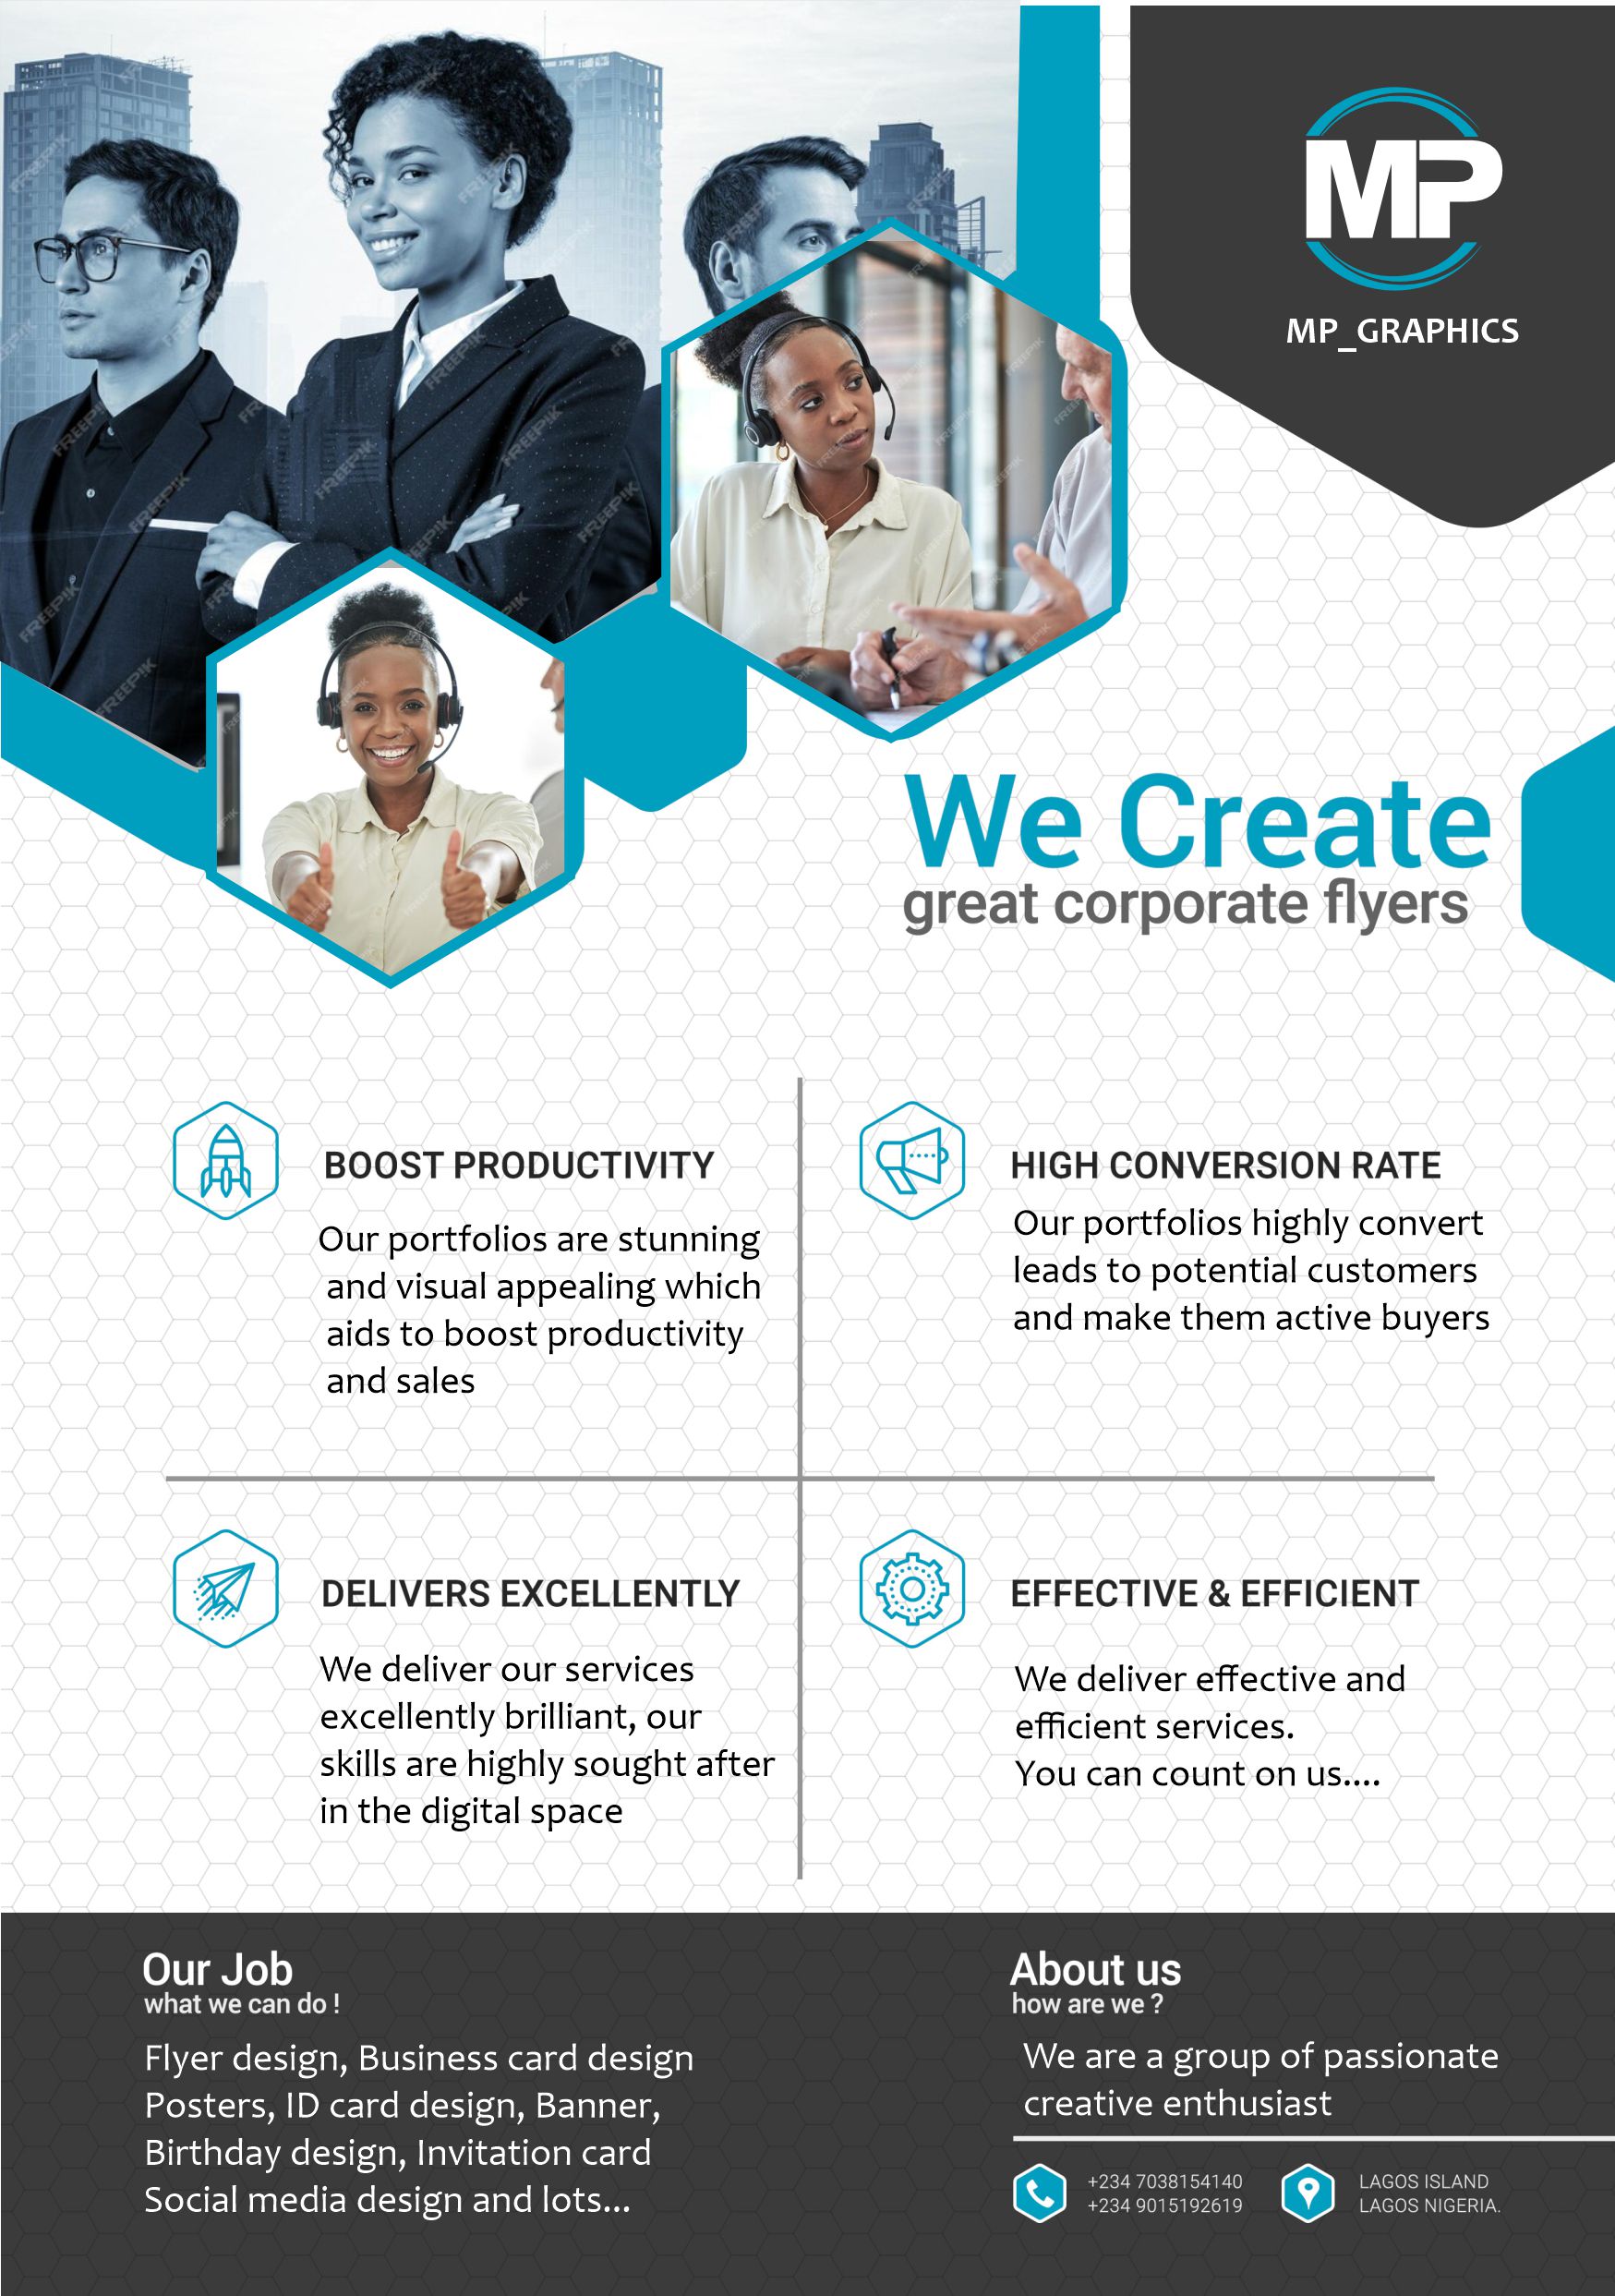 MP
MP_GRAPHICS
We Create
great corporate flyers
BOOST PRODUCTIVITY
Our portfolios are stunning
and visual appealing which
aids to boost productivity
and sales
HIGH CONVERSION RATE
Our portfolios highly convert
leads to potential customers
and make them active buyers
DELIVERS EXCELLENTLY
We deliver our services
excellently brilliant, our
skills are highly sought after
in the digital space
EFFECTIVE & EFFICIENT
We deliver effective and
efficient services.
You can count on us....
Our Job
what we can do !
Flyer design, Business card design
Posters, ID card design, Banner,
Birthday design, Invitation card
Social media design and lots...
About us
how are we ?
We are a group of passionate
creative enthusiast
+234 7038154140
+234 9015192619
LAGOS ISLAND
LAGOS NIGERIA.
FREEPIK